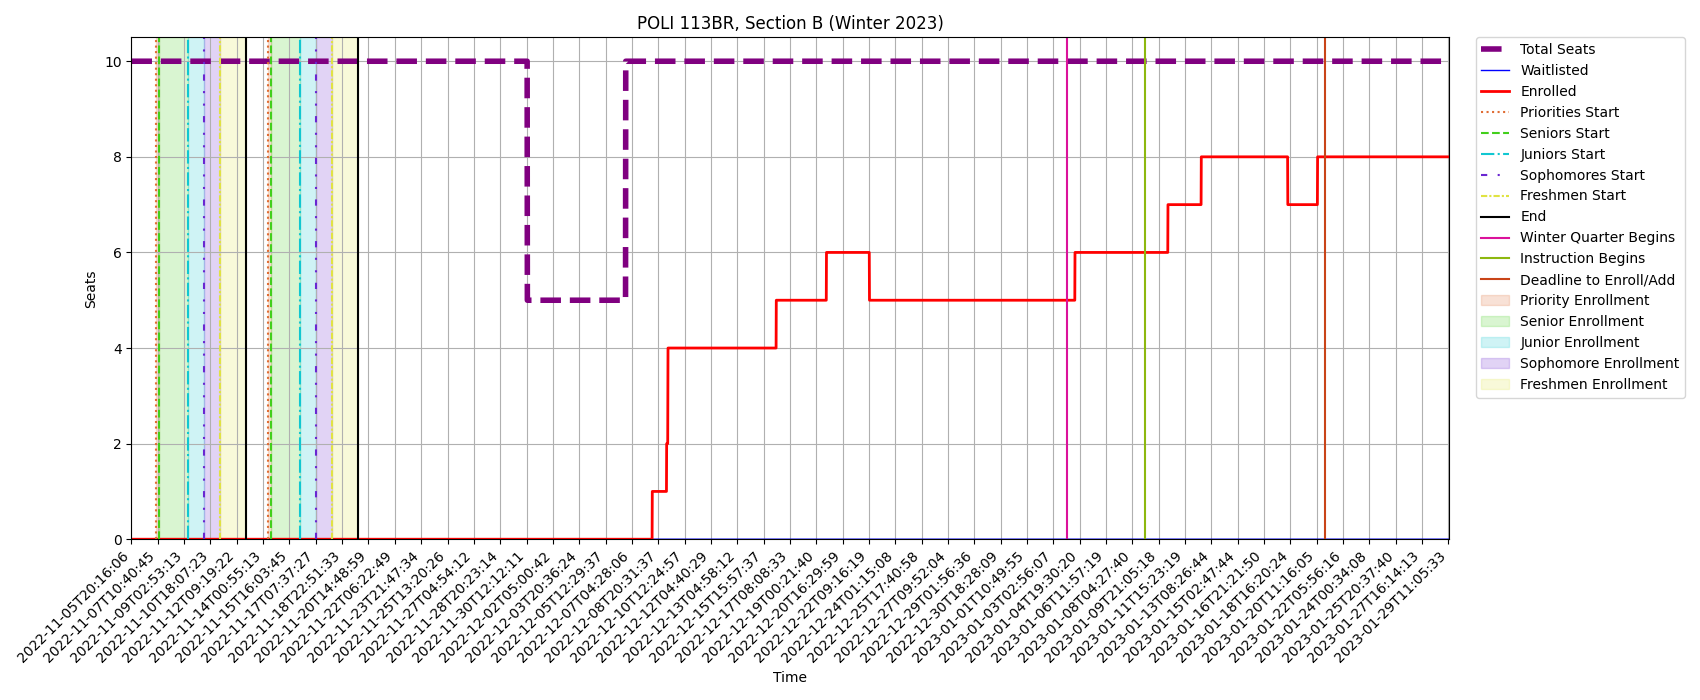 POLI 113BR, Section B (Winter 2023)
Seats
10
8
6
4
2
0
2022-11-05T20:16:06
2022-11-07T10:40:45
2022-11-09T02:53:13
2022-11-10T18:07:23
2022-11-12T09:19:22
2022-11-14T00:55:13
2022-11-15T16:03:45
2022-11-17T07:37:27
2022-11-18T22:51:33
2022-11-20T14:48:59
2022-11-22T06:22:49
2022-11-23T21:47:34
2022-11-25T13:20:26
2022-11-27T04:54:12
2022-11-28T20:23:14
2022-11-30T12:12:11
2022-12-02T05:00:42
2022-12-03T20:36:24
2022-12-05T12:29:37
2022-12-07T04:28:06
2022-12-08T20:31:37
2022-12-10T12:24:57
2022-12-12T04:40:29
2022-12-13T04:58:12
2022-12-15T15:57:37
2022-12-17T08:08:33
2022-12-19T00:21:40
2022-12-20T16:29:59
2022-12-22T09:16:19
2022-12-24T01:15:08
2022-12-25T17:40:58
2022-12-27T09:52:04
2022-12-29T01:56:36
2022-12-30T18:28:09
2023-01-01T10:49:55
2023-01-03T02:56:07
2023-01-04T19:30:20
2023-01-06T11:57:19
2023-01-08T04:27:40
2023-01-09T21:05:18
2023-01-11T15:23:19
2023-01-13T08:26:44
2023-01-15T02:47:44
2023-01-16T21:21:50
2023-01-18T16:20:24
2023-01-20T11:16:05
2023-01-22T05:56:16
2023-01-24T00:34:08
2023-01-25T20:37:40
2023-01-27T16:14:13
2023-01-29T11:05:33
Time
Total Seats
Waitlisted
Enrolled
Priorities Start
Seniors Start
Juniors Start
Sophomores Start
Freshmen Start
End
Winter Quarter Begins
Instruction Begins
Deadline to Enroll/Add
Priority Enrollment
Senior Enrollment
Junior Enrollment
Sophomore Enrollment
Freshmen Enrollment